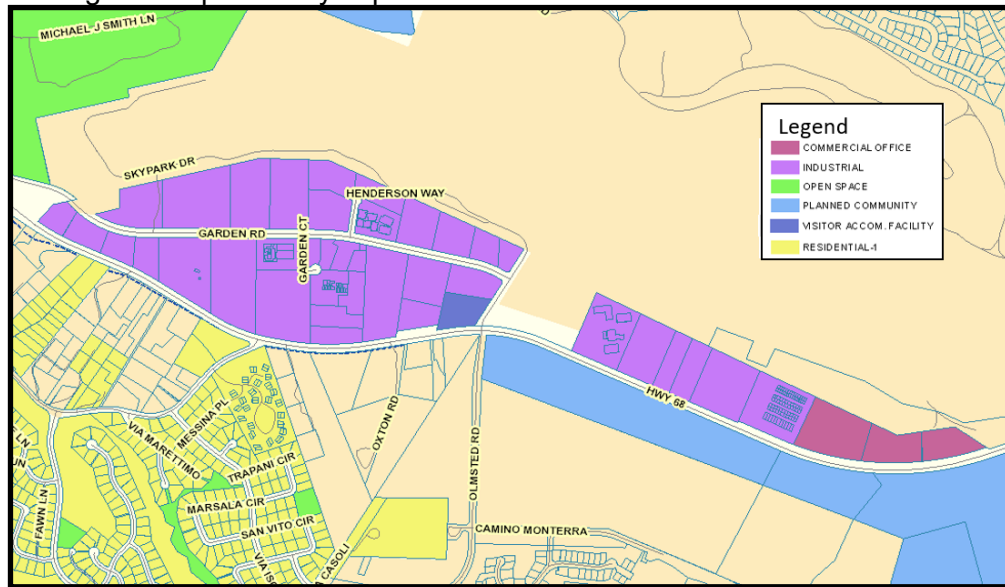 MICHAEL J SMITH LN
SKYPARK DR
HENDERSON WAY
GARDEN RD
GARDEN CT
Legend
COMMERCIAL OFFICE
INDUSTRIAL
OPEN SPACE
PLANNED COMMUNITY
VISITOR ACCOM. FACILITY
RESIDENTIAL-1
HWY 68
OXTON RD
OLMSTED RD
MESSINA PL
VIA MARETTIMO
TRAPANI CIR
MARSALA CIR
SAN VITO CIR
FAWN LN
LN
CASOLI
CAMINO MONTERRA